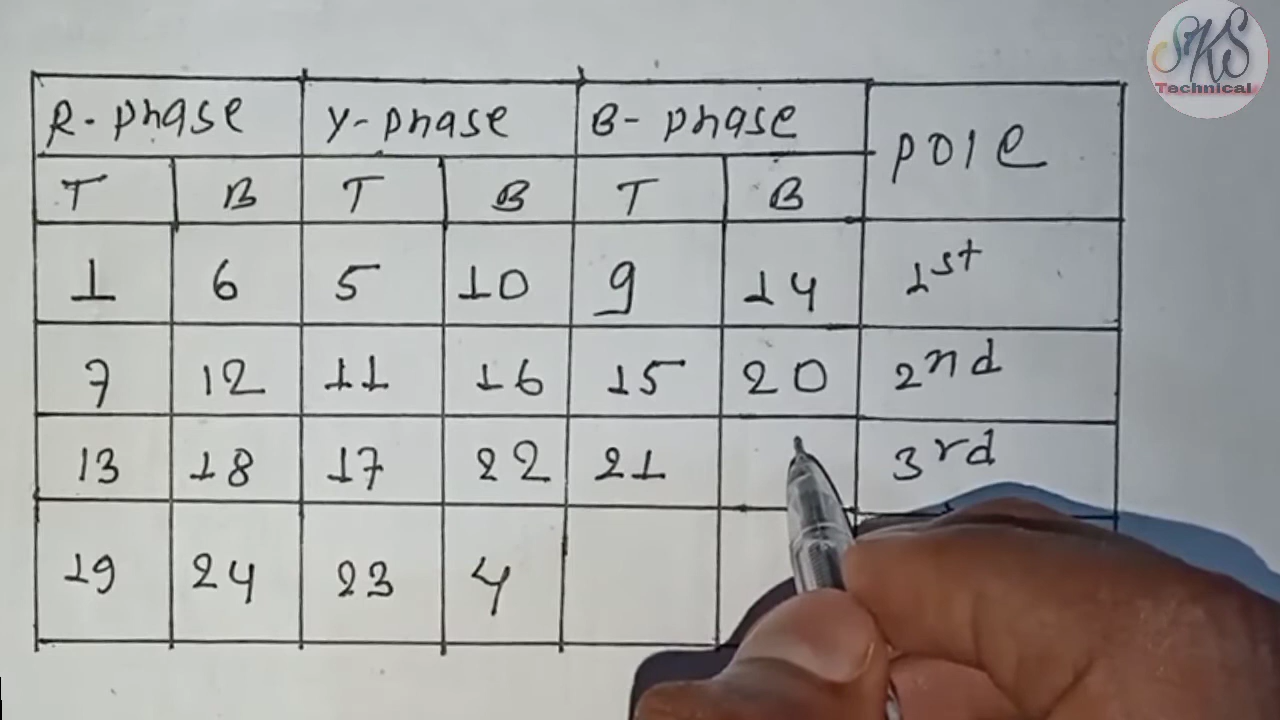 SKS
Technical
R-phase Y-phase B-phase Pole
T B T B T B
1 6 5 10 9 14 1st
7 12 11 16 15 20 2nd
13 18 17 22 21 3rd
19 24 23 4